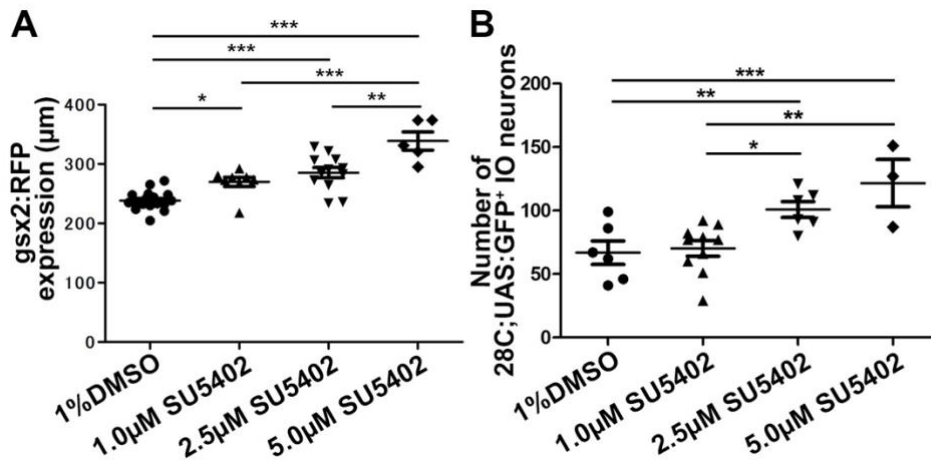 A
***
***
***
*
**
gsx2:RFP
expression (μm)
400
300
200
100
0
1%DMSO
1.0μM SU5402
2.5μM SU5402
5.0μM SU5402
B
***
**
**
*
Number of
28C;UAS:GFP⁺ IO neurons
200
150
100
50
0
1%DMSO
1.0μM SU5402
2.5μM SU5402
5.0μM SU5402